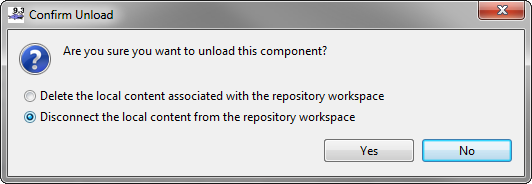 9.3
Confirm Unload
Are you sure you want to unload this component?
Delete the local content associated with the repository workspace
Disconnect the local content from the repository workspace
Yes No